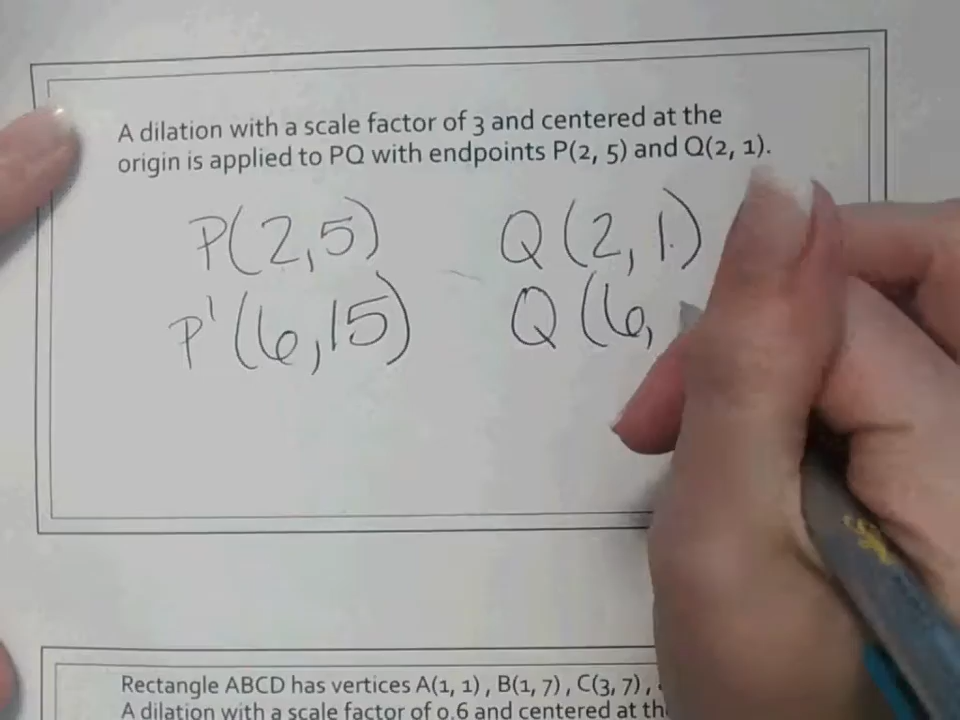 A dilation with a scale factor of 3 and centered at the
origin is applied to PQ with endpoints P(2, 5) and Q(2, 1).
P(2,5) Q(2,1)
P'(6,15) Q(6,
Rectangle ABCD has vertices A(1, 1) , B(1, 7) , C(3, 7) ,
A dilation with a scale factor of 0.6 and centered at